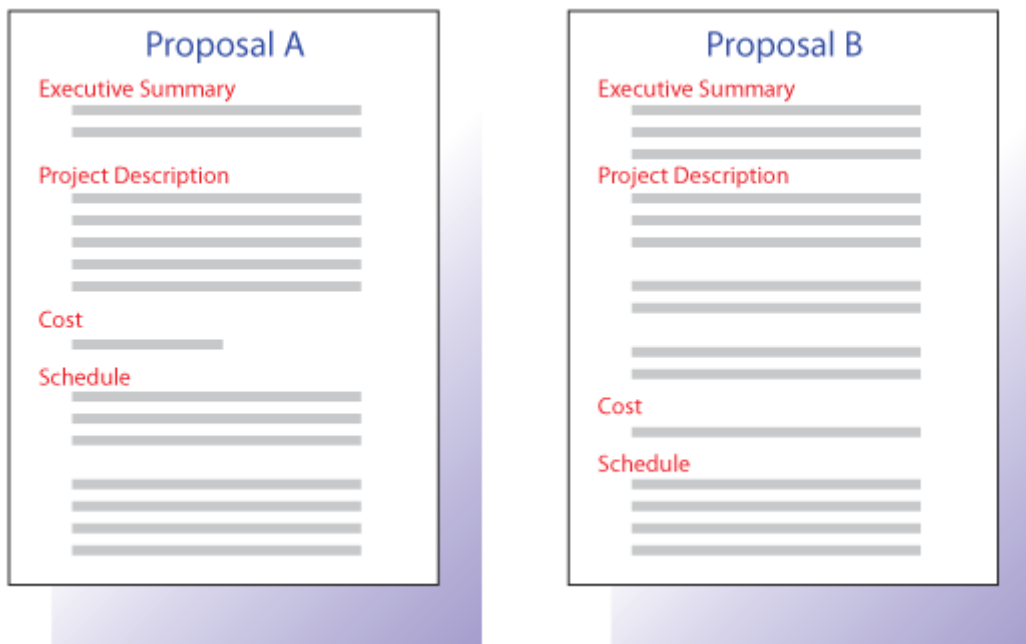 Proposal A
Executive Summary
Project Description
Cost
Schedule
Proposal B
Executive Summary
Project Description
Cost
Schedule